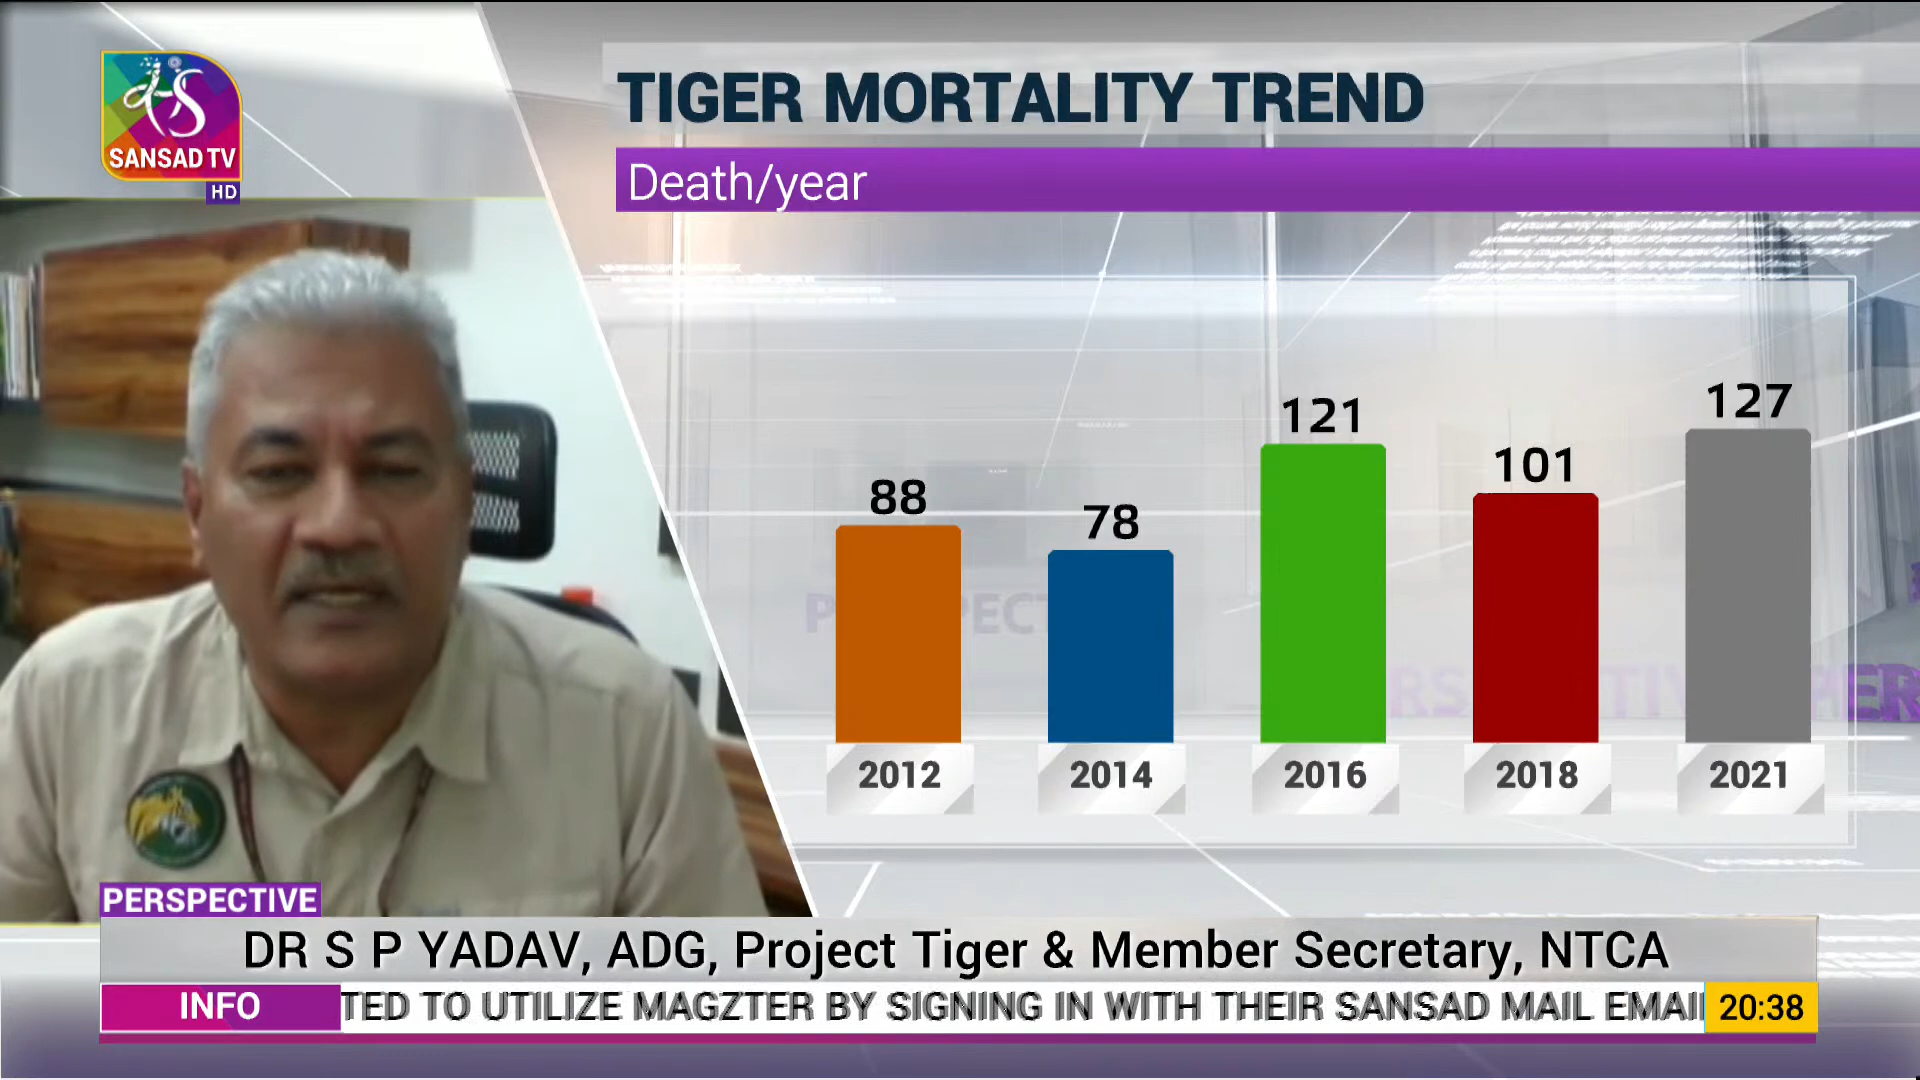 SANSAD TV
HD
TIGER MORTALITY TREND
Death/year
88
78
121
101
127
2012
2014
2016
2018
2021
PERSPECTIVE
DR S P YADAV, ADG, Project Tiger & Member Secretary, NTCA
INFO
TED TO UTILIZE MAGZTER BY SIGNING IN WITH THEIR SANSAD MAIL EMAI
20:38